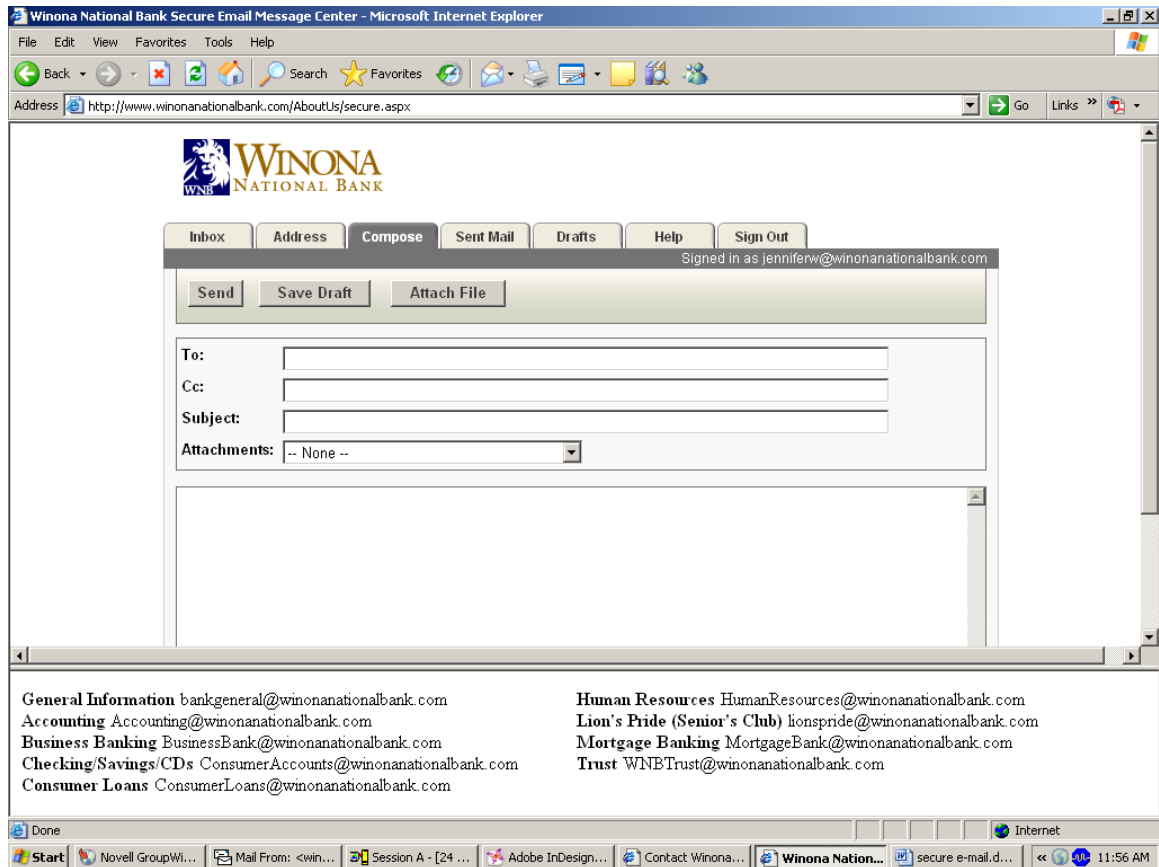 Winona National Bank Secure Email Message Center - Microsoft Internet Explorer
File Edit View Favorites Tools Help
Back Search Favorites
Address http://www.winonanationalbank.com/AboutUs/secure.aspx Go Links »
WINONA
WNB NATIONAL BANK
Inbox Address Compose Sent Mail Drafts Help Sign Out
Signed in as jenniferw@winonanationalbank.com
Send Save Draft Attach File
To:
Cc:
Subject:
Attachments: -- None --
General Information bankgeneral@winonanationalbank.com Human Resources HumanResources@winonanationalbank.com
Accounting Accounting@winonanationalbank.com Lion's Pride (Senior's Club) lionspride@winonanationalbank.com
Business Banking BusinessBank@winonanationalbank.com Mortgage Banking MortgageBank@winonanationalbank.com
Checking/Savings/CDs ConsumerAccounts@winonanationalbank.com Trust WNBTrust@winonanationalbank.com
Consumer Loans ConsumerLoans@winonanationalbank.com
Done Internet
Start Novell GroupWi... Mail From: <win... Session A - [24 ... Adobe InDesign... Contact Winona... Winona Nation... secure e-mail.d... « 11:56 AM